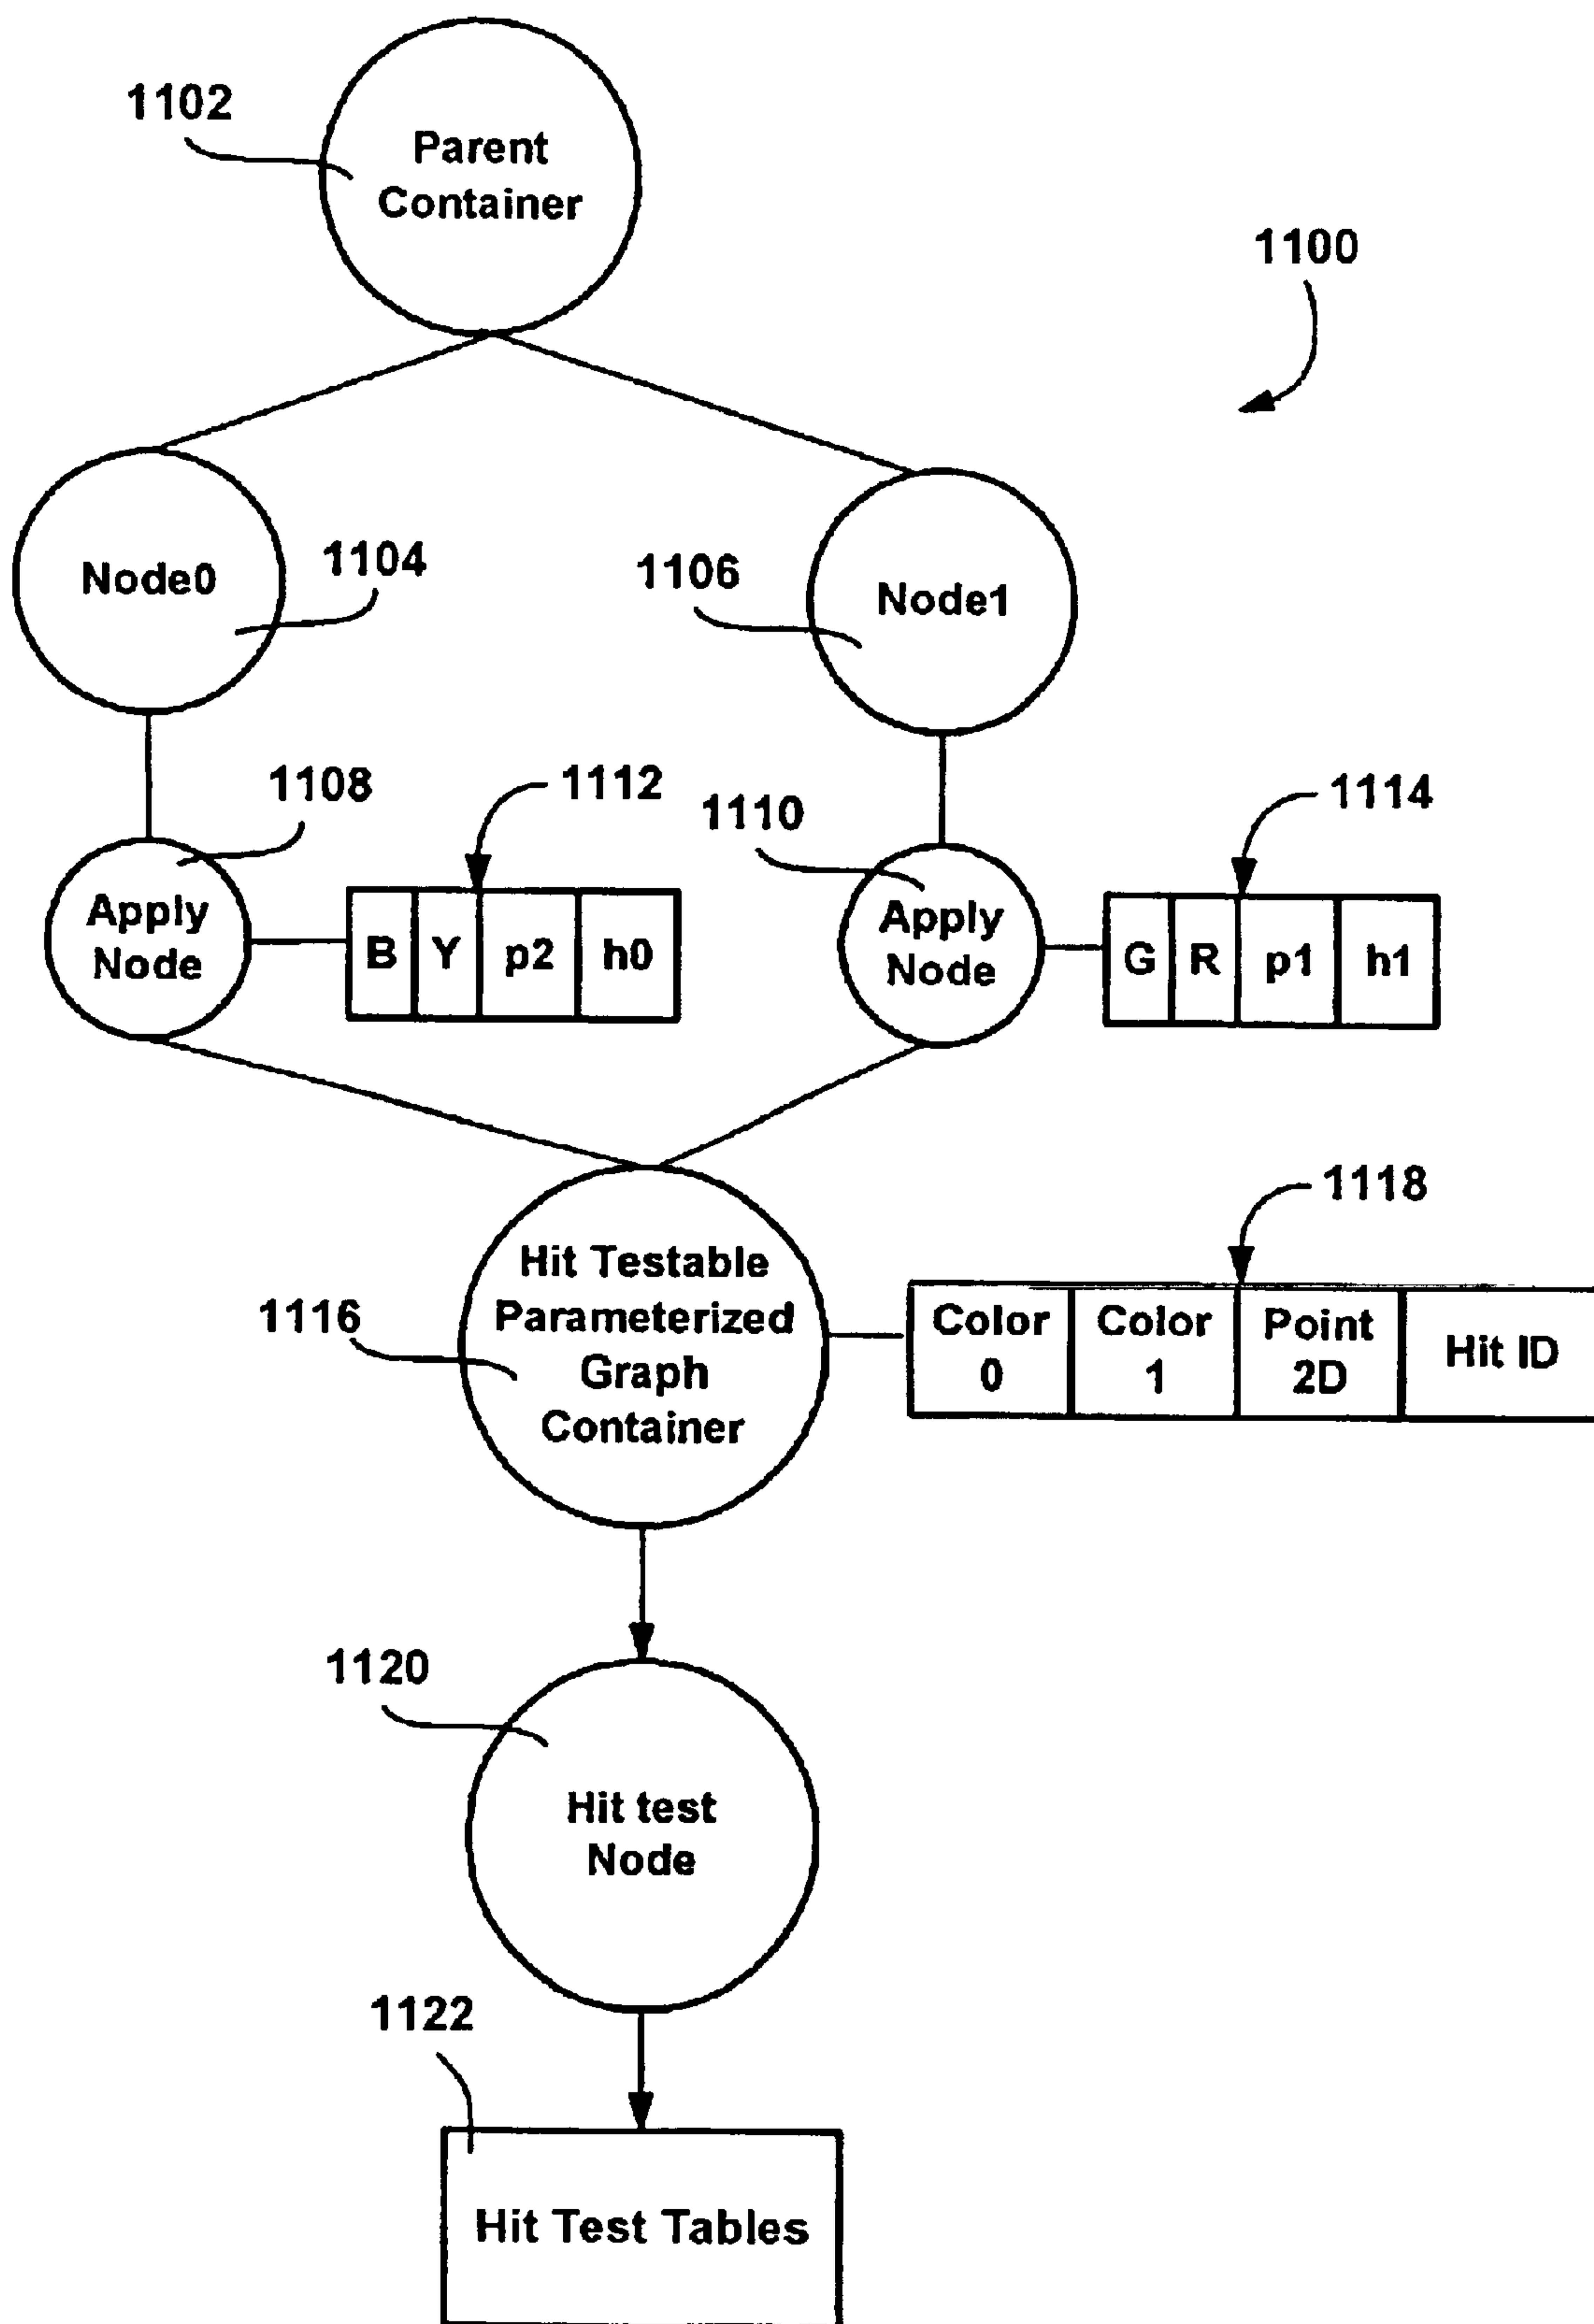 1102
Parent
Container
1100
Node0
1104
1106
Node1
1108
1112
1110
1114
Apply
Node
B Y p2 h0
Apply
Node
G R p1 h1
1118
1116
Hit Testable
Parameterized
Graph
Container
Color
0
Color
1
Point
2D
Hit ID
1120
Hit test
Node
1122
Hit Test Tables